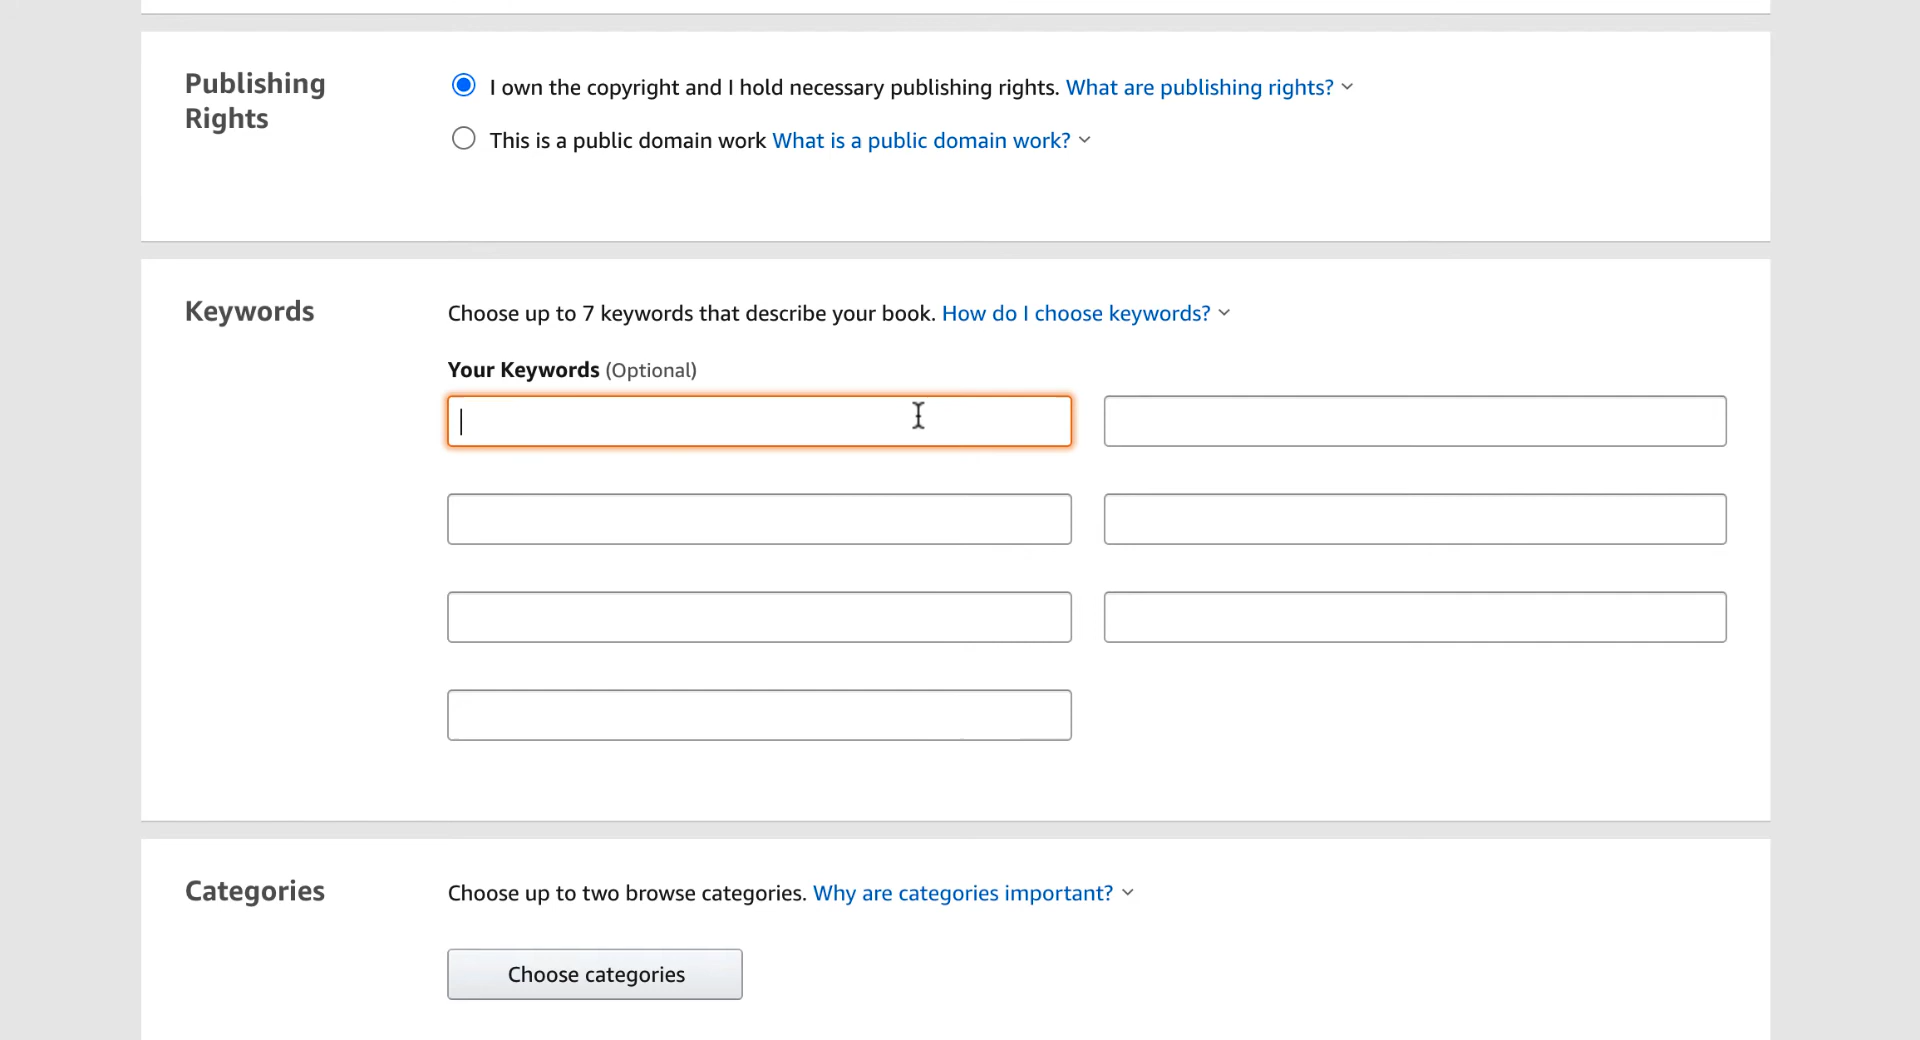 Publishing
Rights
I own the copyright and I hold necessary publishing rights. What are publishing rights?
This is a public domain work What is a public domain work?
Keywords
Choose up to 7 keywords that describe your book. How do I choose keywords?
Your Keywords (Optional)
Categories
Choose up to two browse categories. Why are categories important?
Choose categories